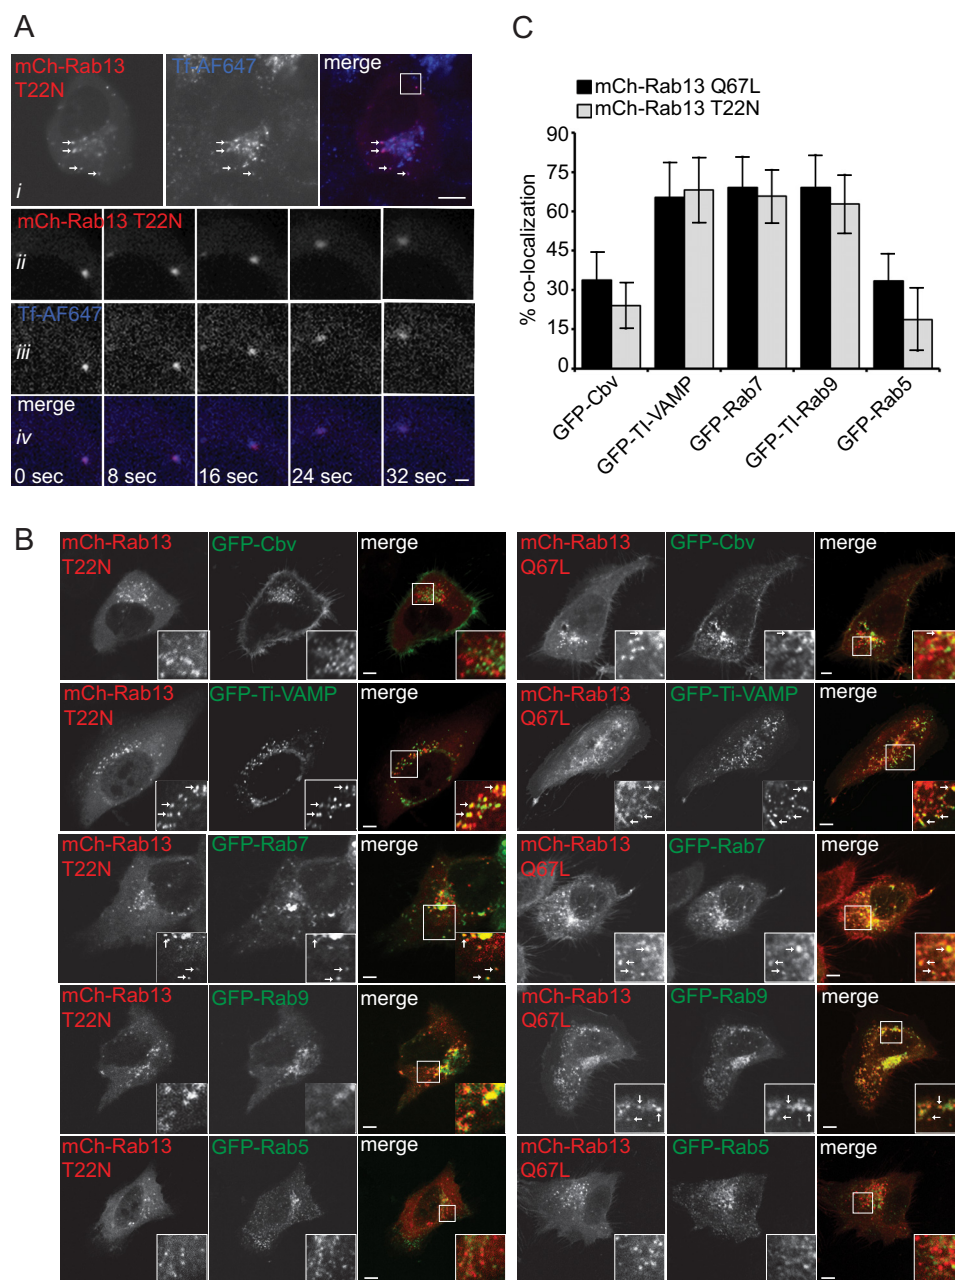 A
mCh-Rab13
T22N
Tf-AF647
merge
i
mCh-Rab13 T22N
ii
Tf-AF647
iii
merge
iv
0 sec
8 sec
16 sec
24 sec
32 sec
C
mCh-Rab13 Q67L
mCh-Rab13 T22N
% co-localization
90
75
60
45
30
15
0
GFP-Cbv
GFP-TI-VAMP
GFP-Rab7
GFP-TI-Rab9
GFP-Rab5
B
mCh-Rab13
T22N
GFP-Cbv
merge
mCh-Rab13
Q67L
GFP-Cbv
merge
mCh-Rab13
T22N
GFP-Ti-VAMP
merge
mCh-Rab13
Q67L
GFP-Ti-VAMP
merge
mCh-Rab13
T22N
GFP-Rab7
merge
mCh-Rab13
Q67L
GFP-Rab7
merge
mCh-Rab13
T22N
GFP-Rab9
merge
mCh-Rab13
Q67L
GFP-Rab9
merge
mCh-Rab13
T22N
GFP-Rab5
merge
mCh-Rab13
Q67L
GFP-Rab5
merge